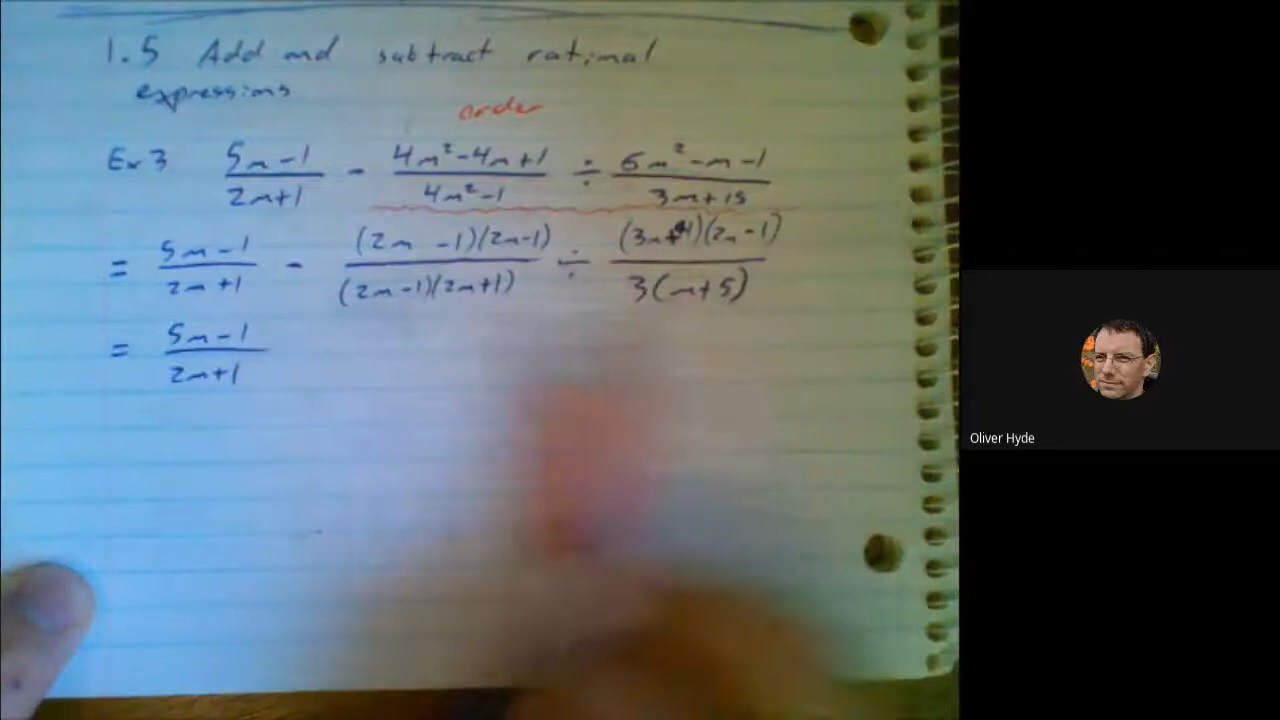 1.5 Add and subtract rational
expressions
order
Ex 3 (5m-1)/(2m+1) - (4m²-4m+1)/(4m²-1) ÷ (6m²-m-1)/(3m+15)
= (5m-1)/(2m+1) - ((2m-1)(2m-1))/((2m-1)(2m+1)) ÷ ((3m+1)(2m-1))/(3(m+5))
= (5m-1)/(2m+1)
Oliver Hyde